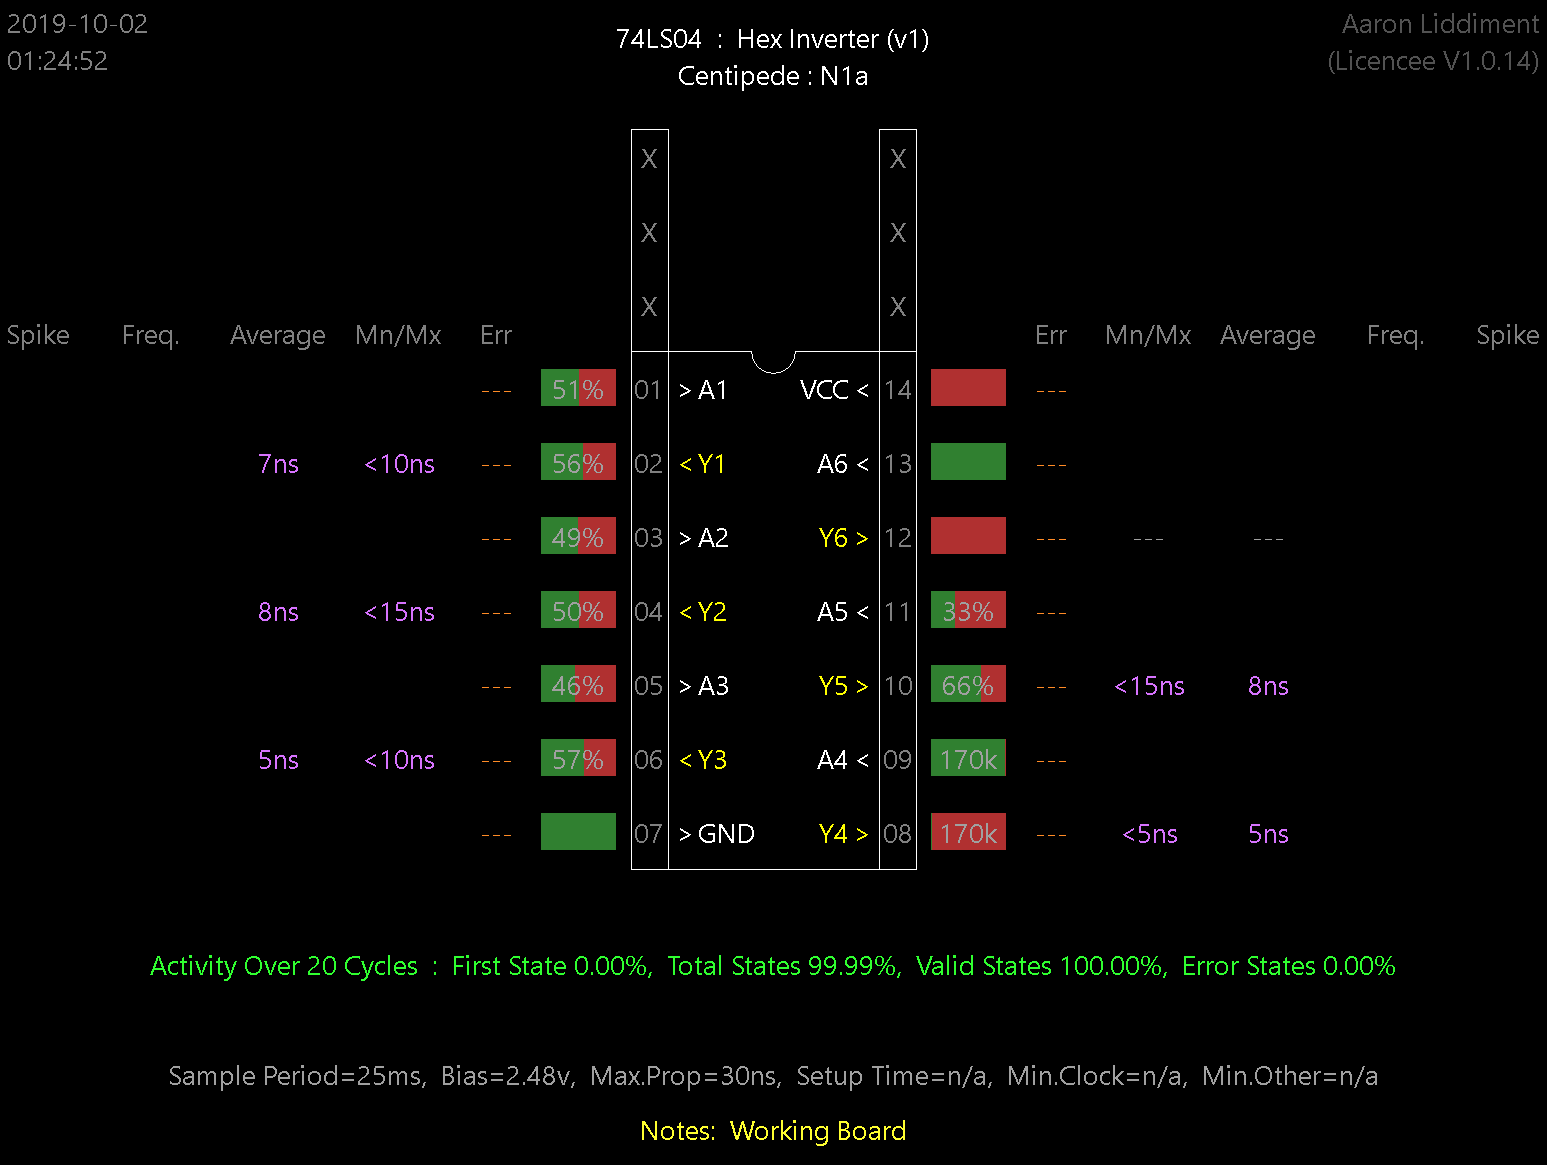 2019-10-02
01:24:52
74LS04 : Hex Inverter (v1)
Centipede : N1a
Aaron Liddiment
(Licencee V1.0.14)
X X
X X
X X
Spike Freq. Average Mn/Mx Err Err Mn/Mx Average Freq. Spike
--- 51% 01 > A1 VCC < 14 ---
7ns <10ns --- 56% 02 < Y1 A6 < 13 ---
--- 49% 03 > A2 Y6 > 12 --- --- ---
8ns <15ns --- 50% 04 < Y2 A5 < 11 33% ---
--- 46% 05 > A3 Y5 > 10 66% --- <15ns 8ns
5ns <10ns --- 57% 06 < Y3 A4 < 09 170k ---
--- 07 > GND Y4 > 08 170k --- <5ns 5ns
Activity Over 20 Cycles : First State 0.00%, Total States 99.99%, Valid States 100.00%, Error States 0.00%
Sample Period=25ms, Bias=2.48v, Max.Prop=30ns, Setup Time=n/a, Min.Clock=n/a, Min.Other=n/a
Notes: Working Board